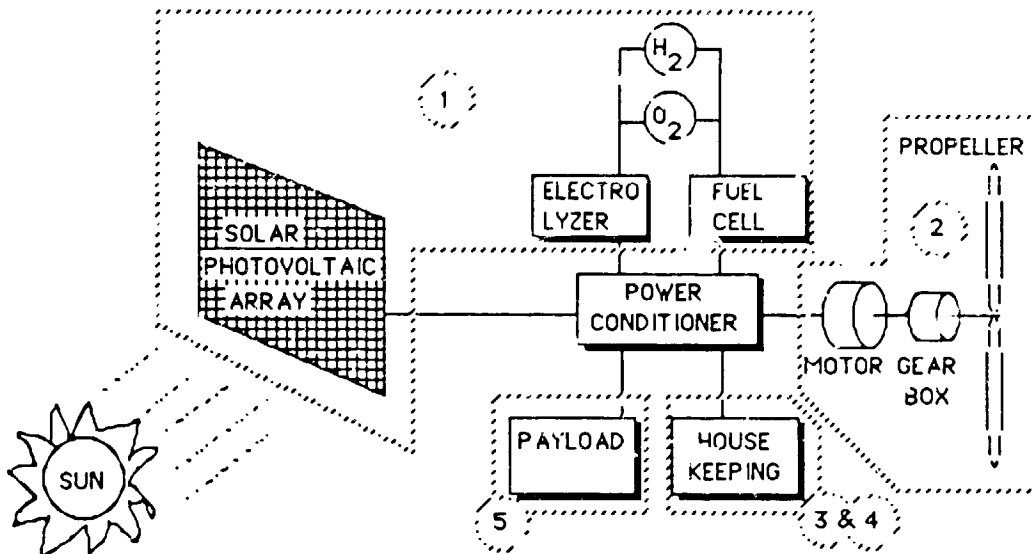 H2
1
O2
PROPELLER
ELECTRO
LYZER
FUEL
CELL
2
SOLAR
PHOTOVOLTAIC
ARRAY
POWER
CONDITIONER
MOTOR
GEAR
BOX
PAYLOAD
HOUSE
KEEPING
SUN
5
3 & 4